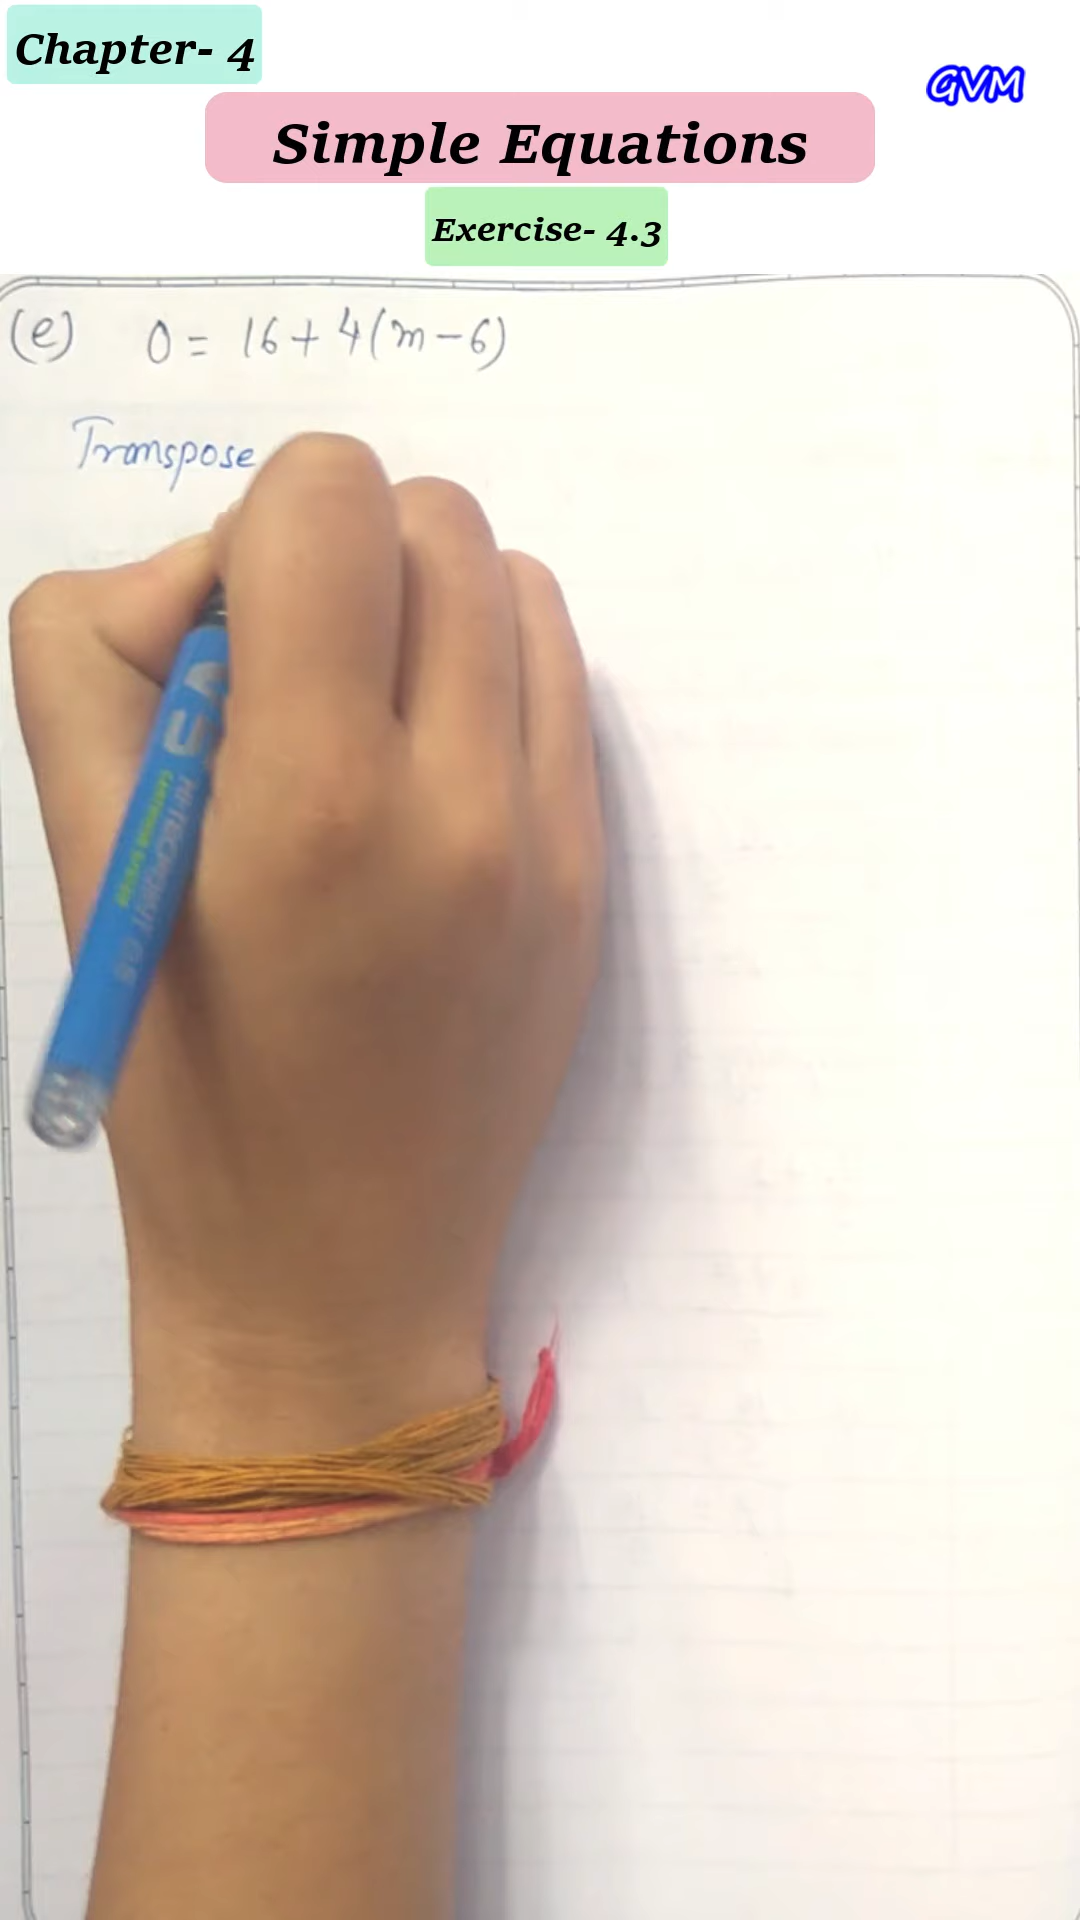 Chapter- 4
GVM
Simple Equations
Exercise- 4.3
(e) 0 = 16 + 4(m - 6)
Transpose